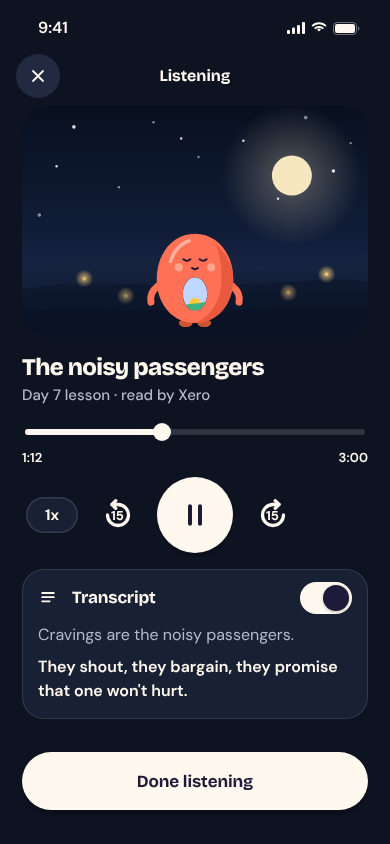 9:41
Listening
The noisy passengers
Day 7 lesson · read by Xero
1:12
3:00
1x
15
15
Transcript
Cravings are the noisy passengers.
They shout, they bargain, they promise
that one won't hurt.
Done listening